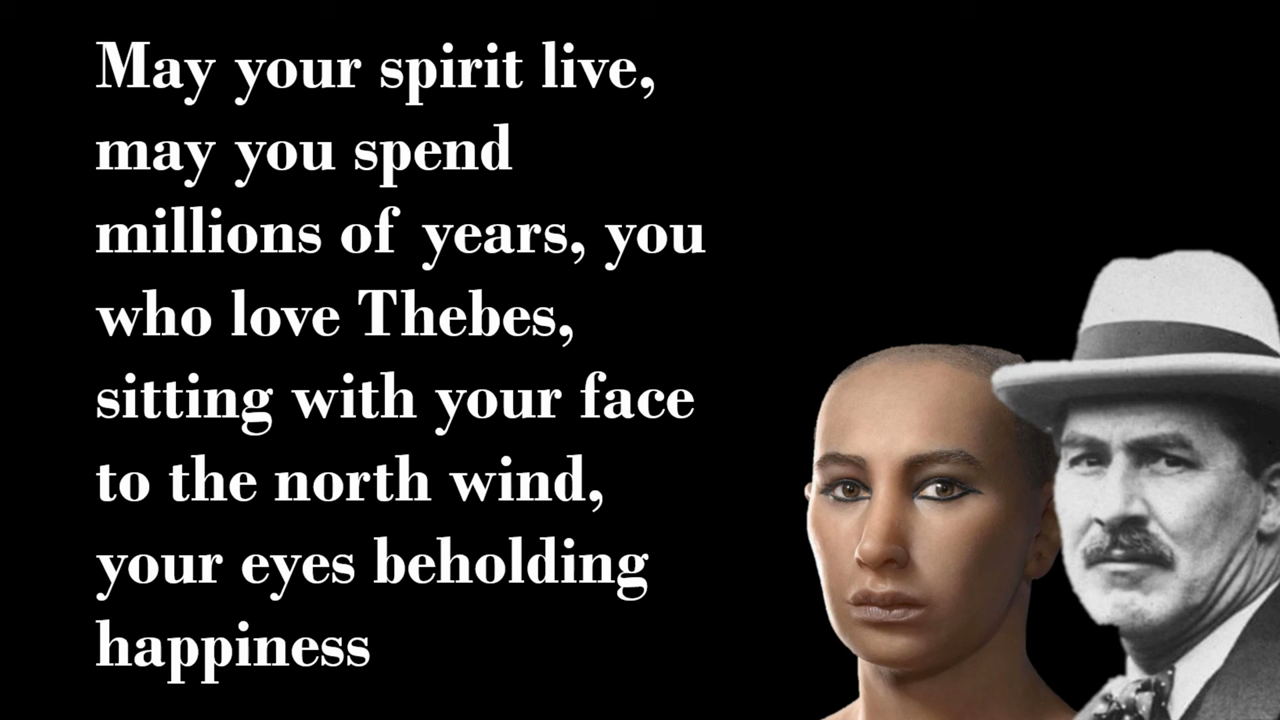 May your spirit live,
may you spend
millions of years, you
who love Thebes,
sitting with your face
to the north wind,
your eyes beholding
happiness